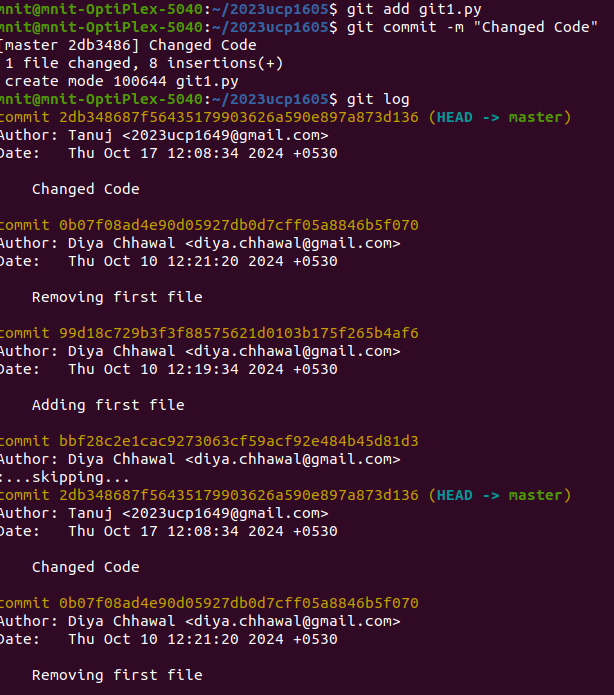 mnit@mnit-OptiPlex-5040:~/2023ucp1605$ git add git1.py
mnit@mnit-OptiPlex-5040:~/2023ucp1605$ git commit -m "Changed Code"
[master 2db3486] Changed Code
1 file changed, 8 insertions(+)
create mode 100644 git1.py
mnit@mnit-OptiPlex-5040:~/2023ucp1605$ git log
commit 2db348687f56435179903626a590e897a873d136 (HEAD -> master)
Author: Tanuj <2023ucp1649@gmail.com>
Date:   Thu Oct 17 12:08:34 2024 +0530
Changed Code
commit 0b07f08ad4e90d05927db0d7cff05a8846b5f070
Author: Diya Chhawal <diya.chhawal@gmail.com>
Date:   Thu Oct 10 12:21:20 2024 +0530
Removing first file
commit 99d18c729b3f3f88575621d0103b175f265b4af6
Author: Diya Chhawal <diya.chhawal@gmail.com>
Date:   Thu Oct 10 12:19:34 2024 +0530
Adding first file
commit bbf28c2e1cac9273063cf59acf92e484b45d81d3
Author: Diya Chhawal <diya.chhawal@gmail.com>
:...skipping...
commit 2db348687f56435179903626a590e897a873d136 (HEAD -> master)
Author: Tanuj <2023ucp1649@gmail.com>
Date:   Thu Oct 17 12:08:34 2024 +0530
Changed Code
commit 0b07f08ad4e90d05927db0d7cff05a8846b5f070
Author: Diya Chhawal <diya.chhawal@gmail.com>
Date:   Thu Oct 10 12:21:20 2024 +0530
Removing first file